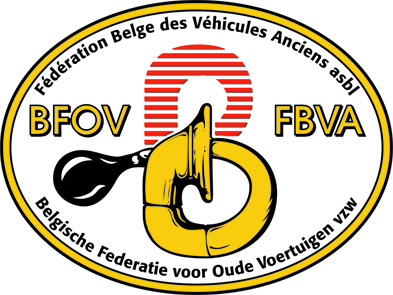 Fédération Belge des Véhicules Anciens asbl
BFOV FBVA
Belgische Federatie voor Oude Voertuigen vzw